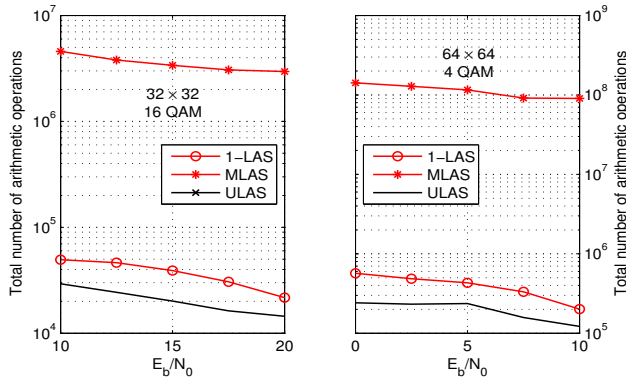 10^7
10^6
10^5
10^4
Total number of arithmetic operations
32 × 32
16 QAM
1−LAS
MLAS
ULAS
10 15 20
E_b/N_0
64 × 64
4 QAM
1−LAS
MLAS
ULAS
0 5 10
E_b/N_0
10^9
10^8
10^7
10^6
10^5
Total number of arithmetic operations